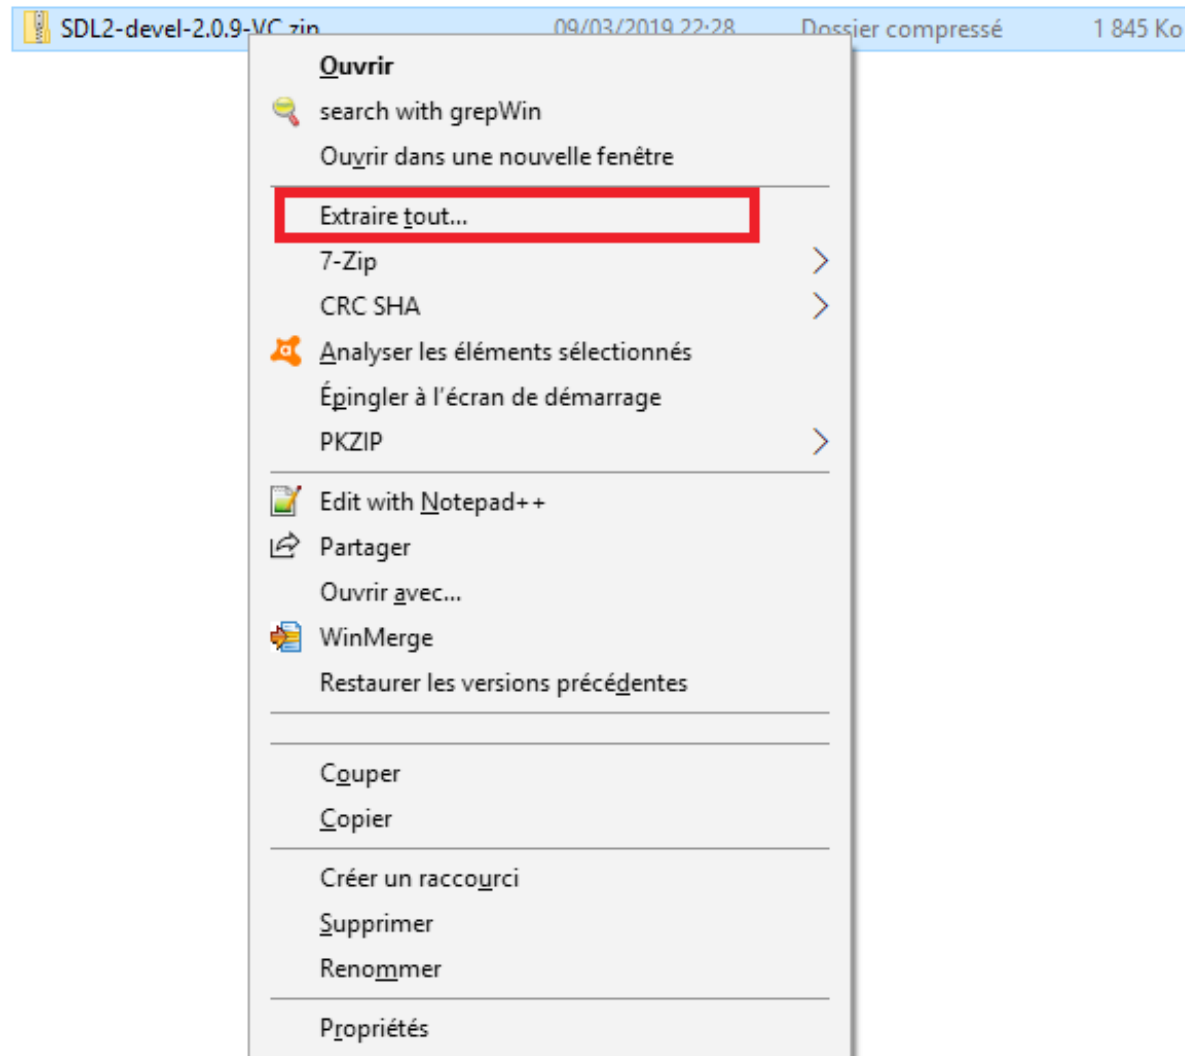 SDL2-devel-2.0.9-VC.zip 09/03/2019 22:28 Dossier compressé 1 845 Ko
Ouvrir
search with grepWin
Ouvrir dans une nouvelle fenêtre
Extraire tout...
7-Zip
CRC SHA
Analyser les éléments sélectionnés
Épingler à l'écran de démarrage
PKZIP
Edit with Notepad++
Partager
Ouvrir avec...
WinMerge
Restaurer les versions précédentes
Couper
Copier
Créer un raccourci
Supprimer
Renommer
Propriétés